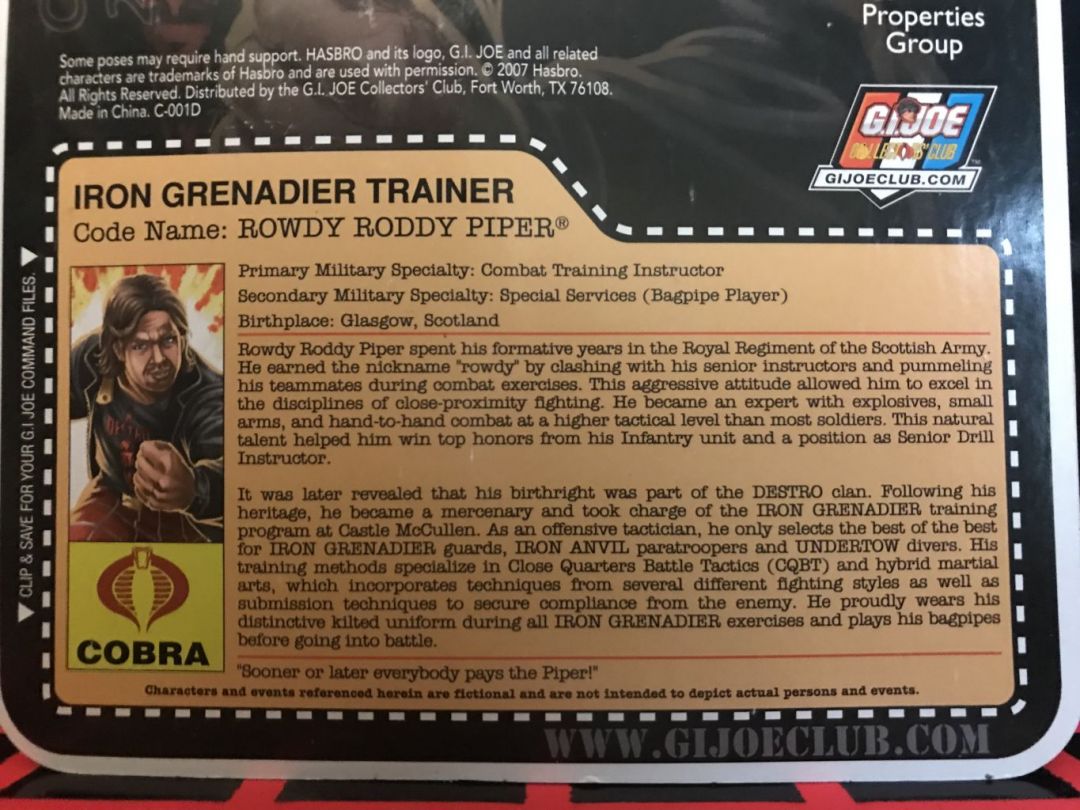 Properties
Group
Some poses may require hand support. HASBRO and its logo, G.I. JOE and all related
characters are trademarks of Hasbro and are used with permission. © 2007 Hasbro.
All Rights Reserved. Distributed by the G.I. JOE Collectors' Club, Fort Worth, TX 76108.
Made in China. C-001D
G.I. JOE
COLLECTORS' CLUB
GIJOECLUB.COM
IRON GRENADIER TRAINER
Code Name: ROWDY RODDY PIPER®
Primary Military Specialty: Combat Training Instructor
Secondary Military Specialty: Special Services (Bagpipe Player)
Birthplace: Glasgow, Scotland
Rowdy Roddy Piper spent his formative years in the Royal Regiment of the Scottish Army.
He earned the nickname "rowdy" by clashing with his senior instructors and pummeling
his teammates during combat exercises. This aggressive attitude allowed him to excel in
the disciplines of close-proximity fighting. He became an expert with explosives, small
arms, and hand-to-hand combat at a higher tactical level than most soldiers. This natural
talent helped him win top honors from his Infantry unit and a position as Senior Drill
Instructor.
It was later revealed that his birthright was part of the DESTRO clan. Following his
heritage, he became a mercenary and took charge of the IRON GRENADIER training
program at Castle McCullen. As an offensive tactician, he only selects the best of the best
for IRON GRENADIER guards, IRON ANVIL paratroopers and UNDERTOW divers. His
training methods specialize in Close Quarters Battle Tactics (CQBT) and hybrid martial
arts, which incorporates techniques from several different fighting styles as well as
submission techniques to secure compliance from the enemy. He proudly wears his
distinctive kilted uniform during all IRON GRENADIER exercises and plays his bagpipes
before going into battle.
"Sooner or later everybody pays the Piper!"
Characters and events referenced herein are fictional and are not intended to depict actual persons and events.
COBRA
CLIP & SAVE FOR YOUR G.I. JOE COMMAND FILES.
WWW.GIJOECLUB.COM